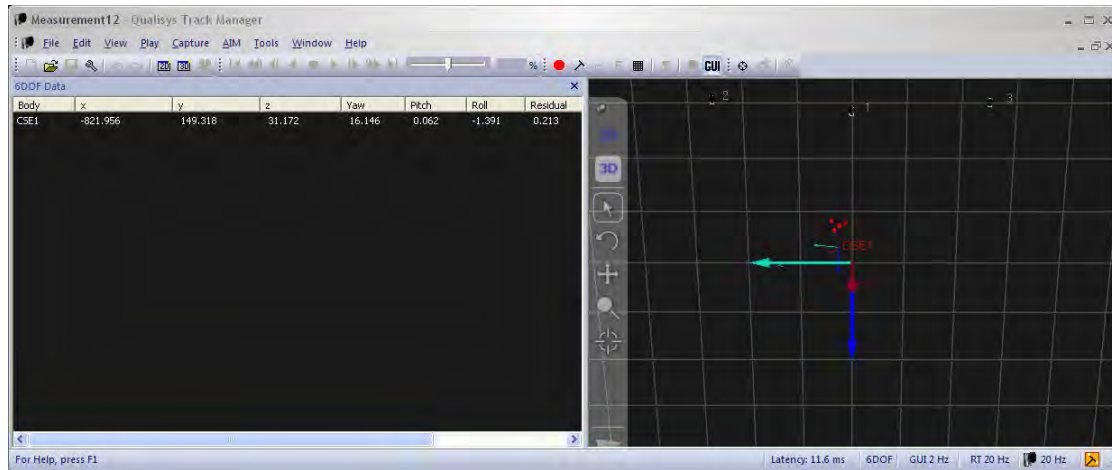 Measurement12 - Qualisys Track Manager
File Edit View Play Capture AIM Tools Window Help
2D 3D % GUI
6DOF Data
Body x y z Yaw Pitch Roll Residual
CSE1 -821.956 149.318 31.172 16.146 0.062 -1.391 0.213
2 1 3
3D
CSE1
x
For Help, press F1 Latency: 11.6 ms 6DOF GUI 2 Hz RT 20 Hz 20 Hz